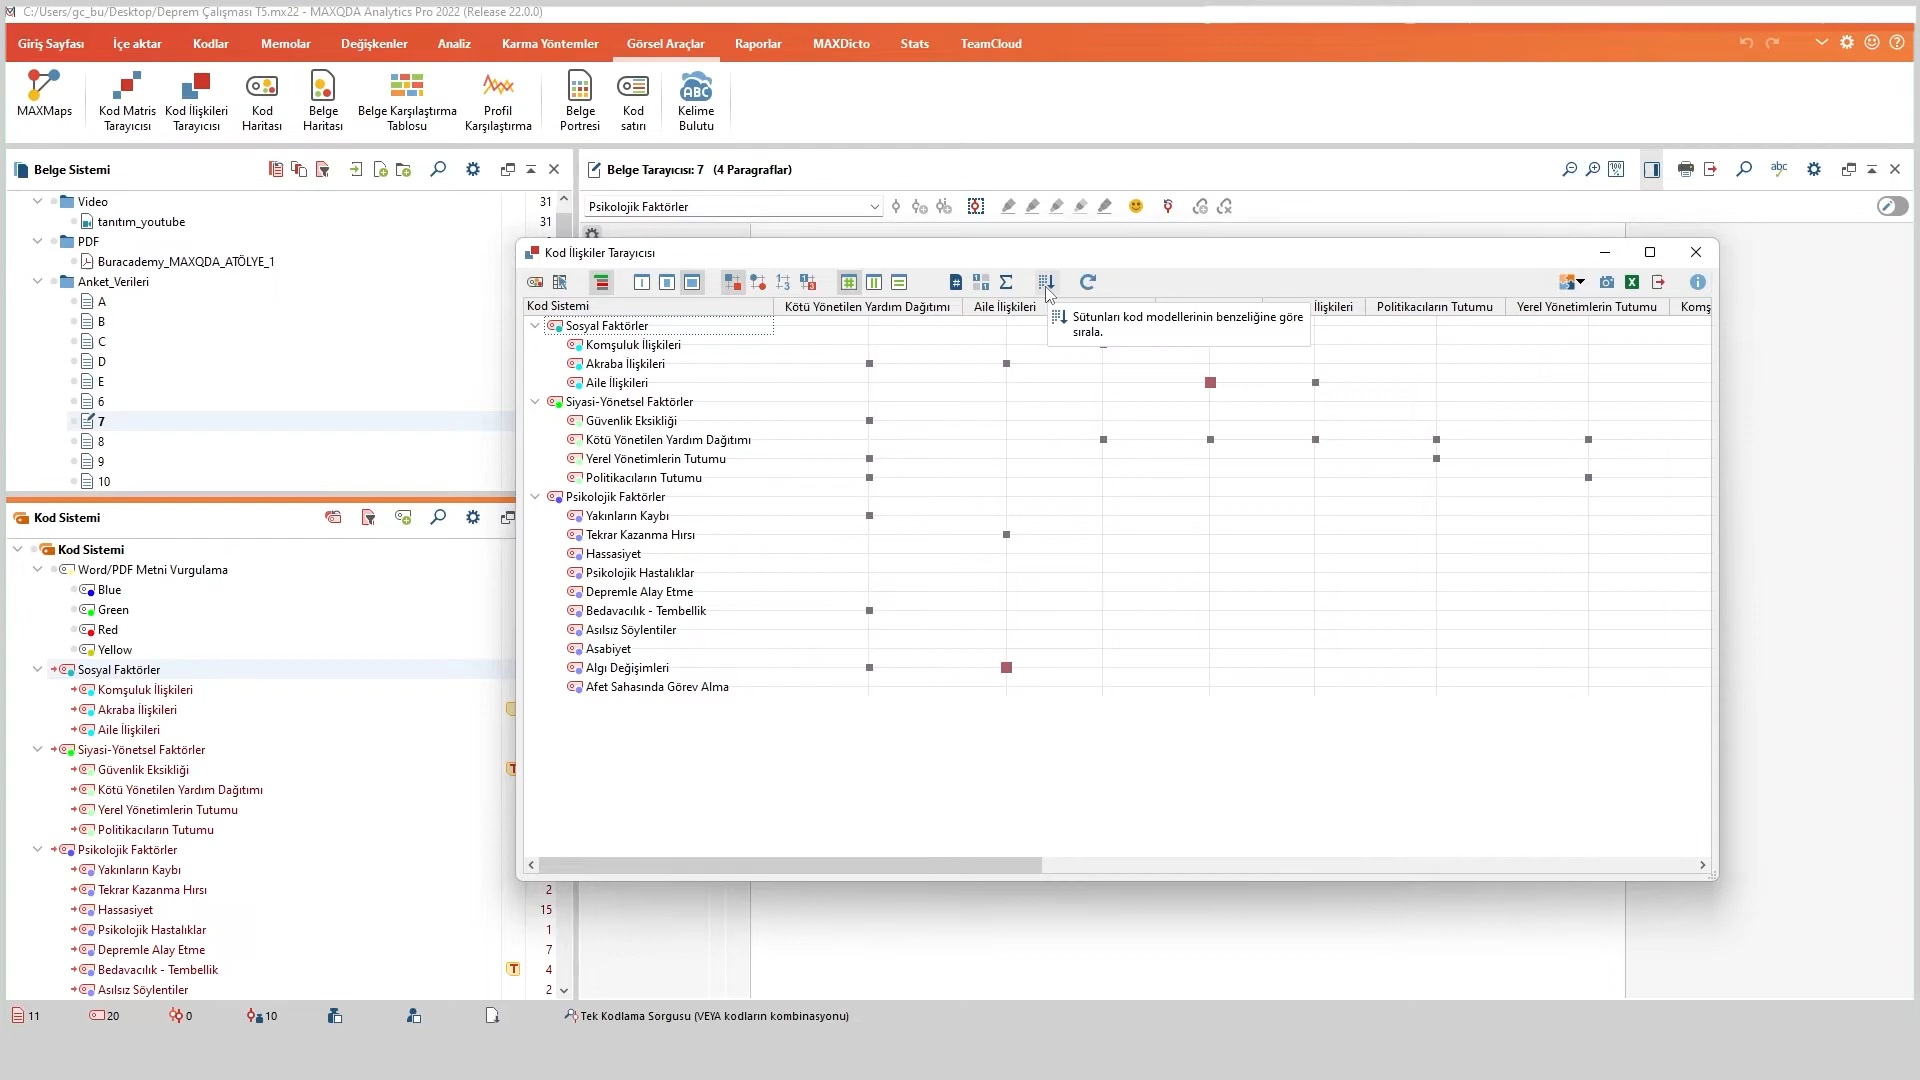 C:/Users/gc_bu/Desktop/Deprem Çalışması T5.mx22 - MAXQDA Analytics Pro 2022 (Release 22.0.0)
Giriş Sayfası İçe aktar Kodlar Memolar Değişkenler Analiz Karma Yöntemler Görsel Araçlar Raporlar MAXDicto Stats TeamCloud
MAXMaps
Kod Matris Tarayıcısı
Kod İlişkileri Tarayıcısı
Kod Haritası
Belge Haritası
Belge Karşılaştırma Tablosu
Profil Karşılaştırma
Belge Portresi
Kod satırı
ABC
Kelime Bulutu
Belge Sistemi
Video 31
tanıtım_youtube 31
PDF
Buracademy_MAXQDA_ATÖLYE_1
Anket_Verileri
A
B
C
D
E
6
7
8
9
10
Belge Tarayıcısı: 7 (4 Paragraflar)
Psikolojik Faktörler
Kod İlişkiler Tarayıcısı
Kod Sistemi Kötü Yönetilen Yardım Dağıtımı Aile İlişkileri İlişkileri Politikacıların Tutumu Yerel Yönetimlerin Tutumu Komş
Sütunları kod modellerinin benzeliğine göre
sırala.
Sosyal Faktörler
Komşuluk İlişkileri
Akraba İlişkileri
Aile İlişkileri
Siyasi-Yönetsel Faktörler
Güvenlik Eksikliği
Kötü Yönetilen Yardım Dağıtımı
Yerel Yönetimlerin Tutumu
Politikacıların Tutumu
Psikolojik Faktörler
Yakınların Kaybı
Tekrar Kazanma Hırsı
Hassasiyet
Psikolojik Hastalıklar
Depremle Alay Etme
Bedavacılık - Tembellik
Asılsız Söylentiler
Asabiyet
Algı Değişimleri
Afet Sahasında Görev Alma
Kod Sistemi
Kod Sistemi
Word/PDF Metni Vurgulama
Blue
Green
Red
Yellow
Sosyal Faktörler
Komşuluk İlişkileri
Akraba İlişkileri
Aile İlişkileri
Siyasi-Yönetsel Faktörler
Güvenlik Eksikliği
Kötü Yönetilen Yardım Dağıtımı
Yerel Yönetimlerin Tutumu
Politikacıların Tutumu
Psikolojik Faktörler
Yakınların Kaybı
Tekrar Kazanma Hırsı 2
Hassasiyet 15
Psikolojik Hastalıklar 1
Depremle Alay Etme 7
Bedavacılık - Tembellik T 4
Asılsız Söylentiler 2
11 20 0 10 Tek Kodlama Sorgusu (VEYA kodların kombinasyonu)